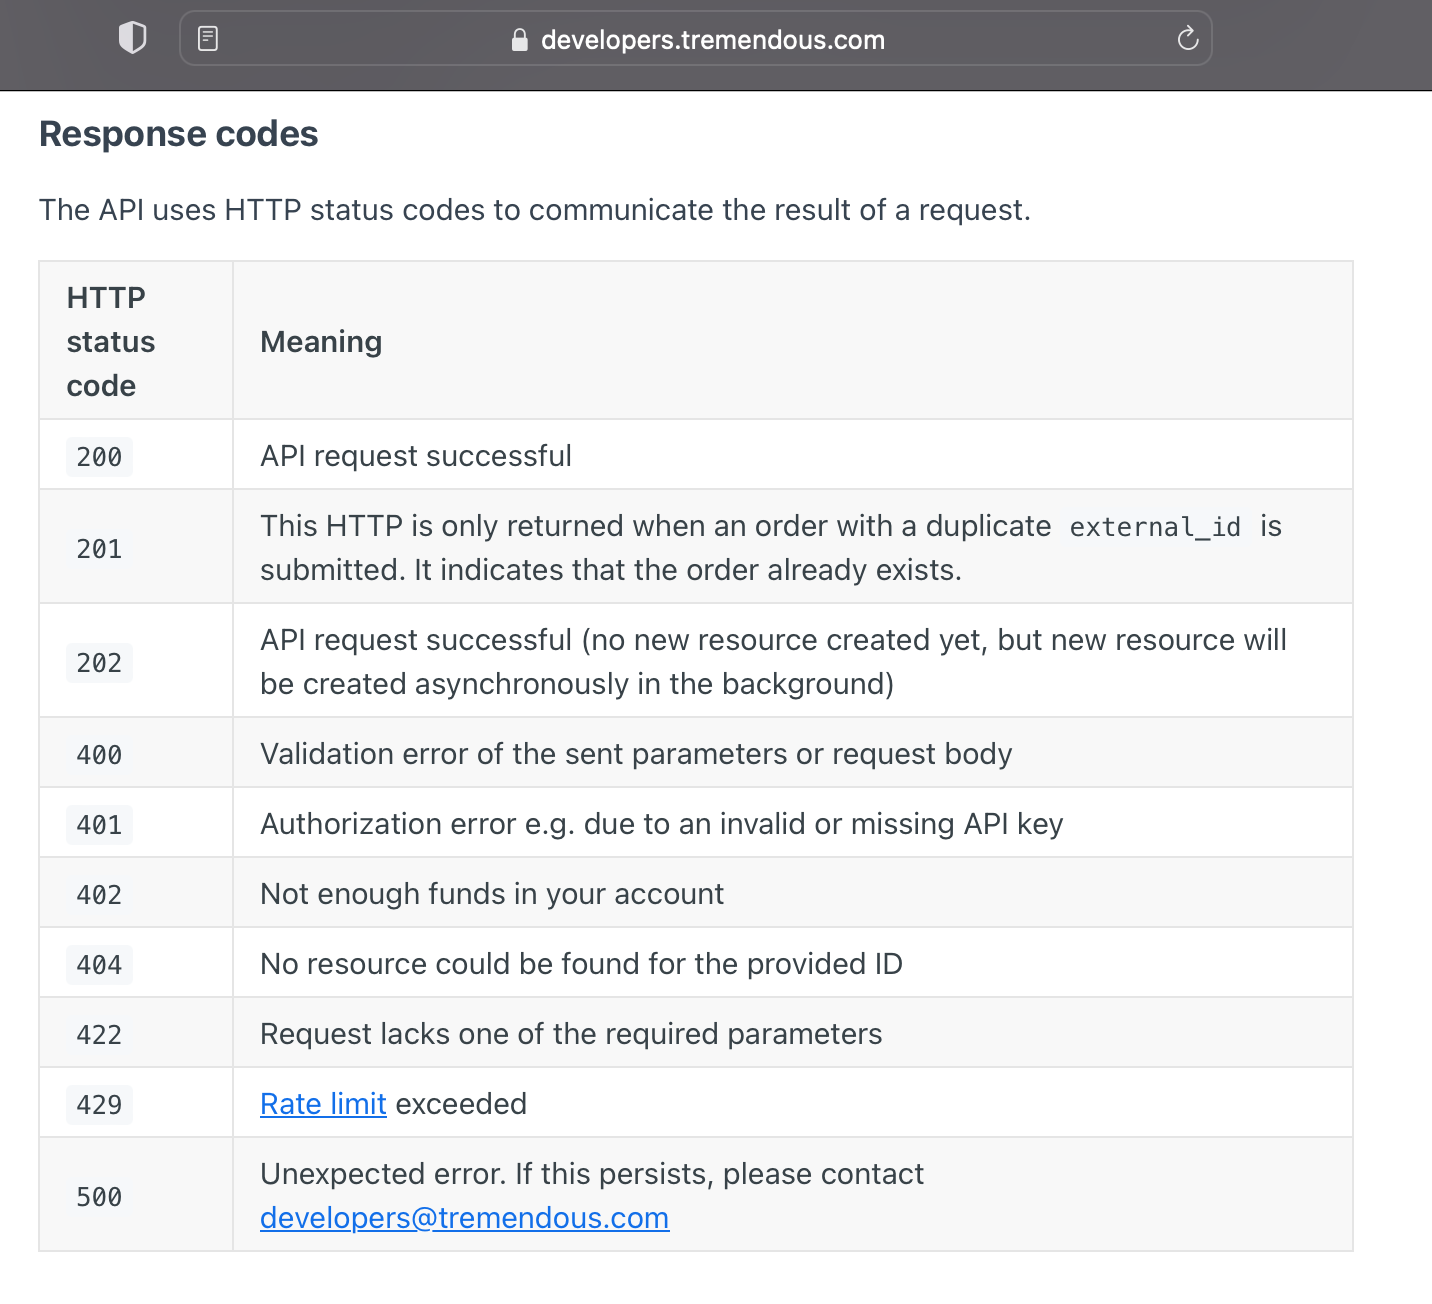 developers.tremendous.com
Response codes
The API uses HTTP status codes to communicate the result of a request.
HTTP
status
code
Meaning
200
API request successful
201
This HTTP is only returned when an order with a duplicate external_id is
submitted. It indicates that the order already exists.
202
API request successful (no new resource created yet, but new resource will
be created asynchronously in the background)
400
Validation error of the sent parameters or request body
401
Authorization error e.g. due to an invalid or missing API key
402
Not enough funds in your account
404
No resource could be found for the provided ID
422
Request lacks one of the required parameters
429
Rate limit exceeded
500
Unexpected error. If this persists, please contact
developers@tremendous.com